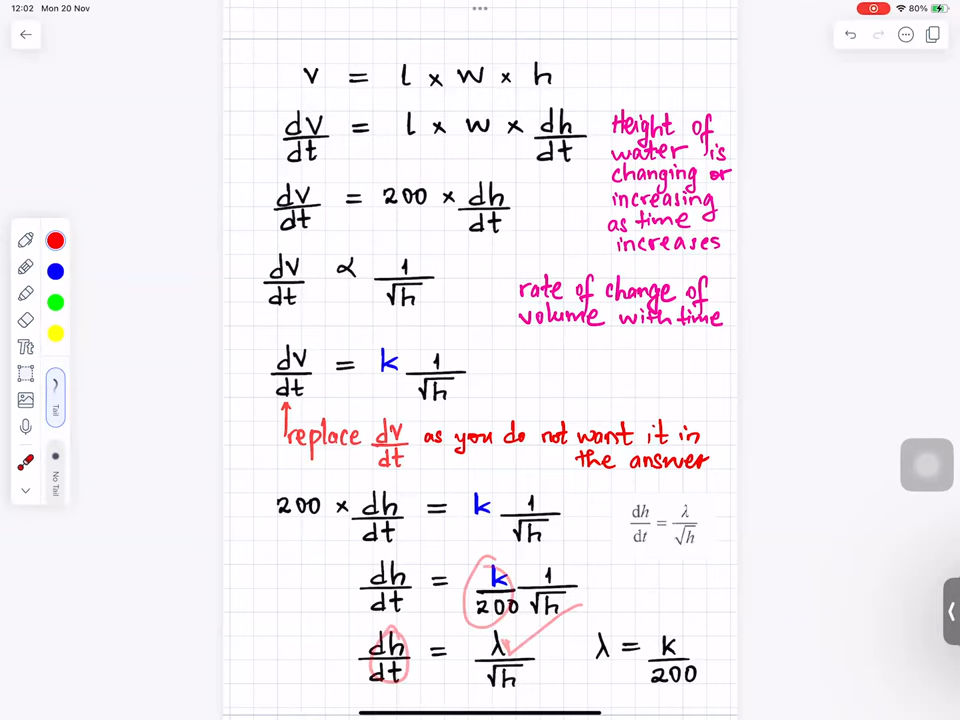 12:02 Mon 20 Nov
80%
v = l × w × h
dv/dt = l × w × dh/dt
Height of
water is
changing or
increasing
as time
increases
dv/dt = 200 × dh/dt
dv/dt ∝ 1/√h
rate of change of
volume with time
dv/dt = k 1/√h
replace dv/dt as you do not want it in
the answer
200 × dh/dt = k 1/√h
dh/dt = λ/√h
dh/dt = k/200 1/√h
dh/dt = λ/√h
λ = k/200
Tt
Tail
No Tail